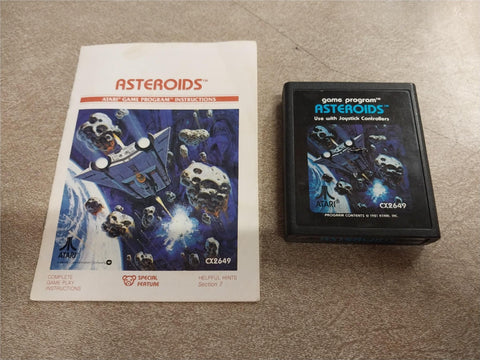 ASTEROIDS™
ATARI® GAME PROGRAM™ INSTRUCTIONS
ATARI
CX2649
COMPLETE
GAME PLAY
INSTRUCTIONS
SPECIAL
FEATURE
HELPFUL HINTS
Section 7
game program™
ASTEROIDS™
Use with Joystick Controllers
ATARI
CX2649
PROGRAM CONTENTS © 1981 ATARI, INC.